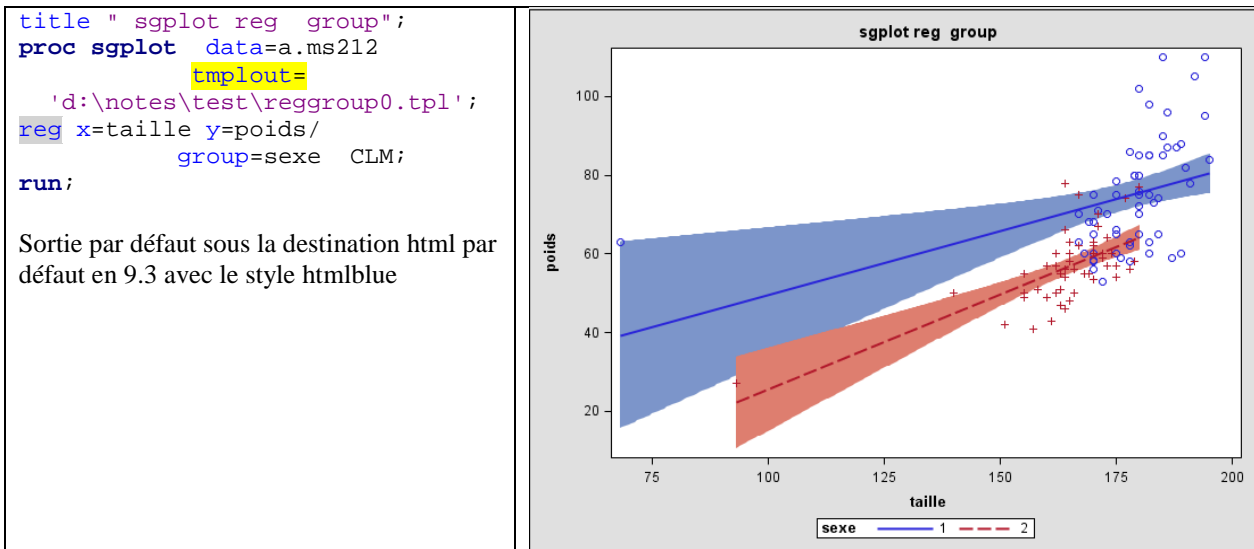 title " sgplot reg  group";
proc sgplot  data=a.ms212
tmplout=
'd:\notes\test\reggroup0.tpl';
reg x=taille y=poids/
group=sexe  CLM;
run;
Sortie par défaut sous la destination html par
défaut en 9.3 avec le style htmlblue
sgplot reg  group
poids
100
80
60
40
20
75 100 125 150 175 200
taille
sexe 1 2